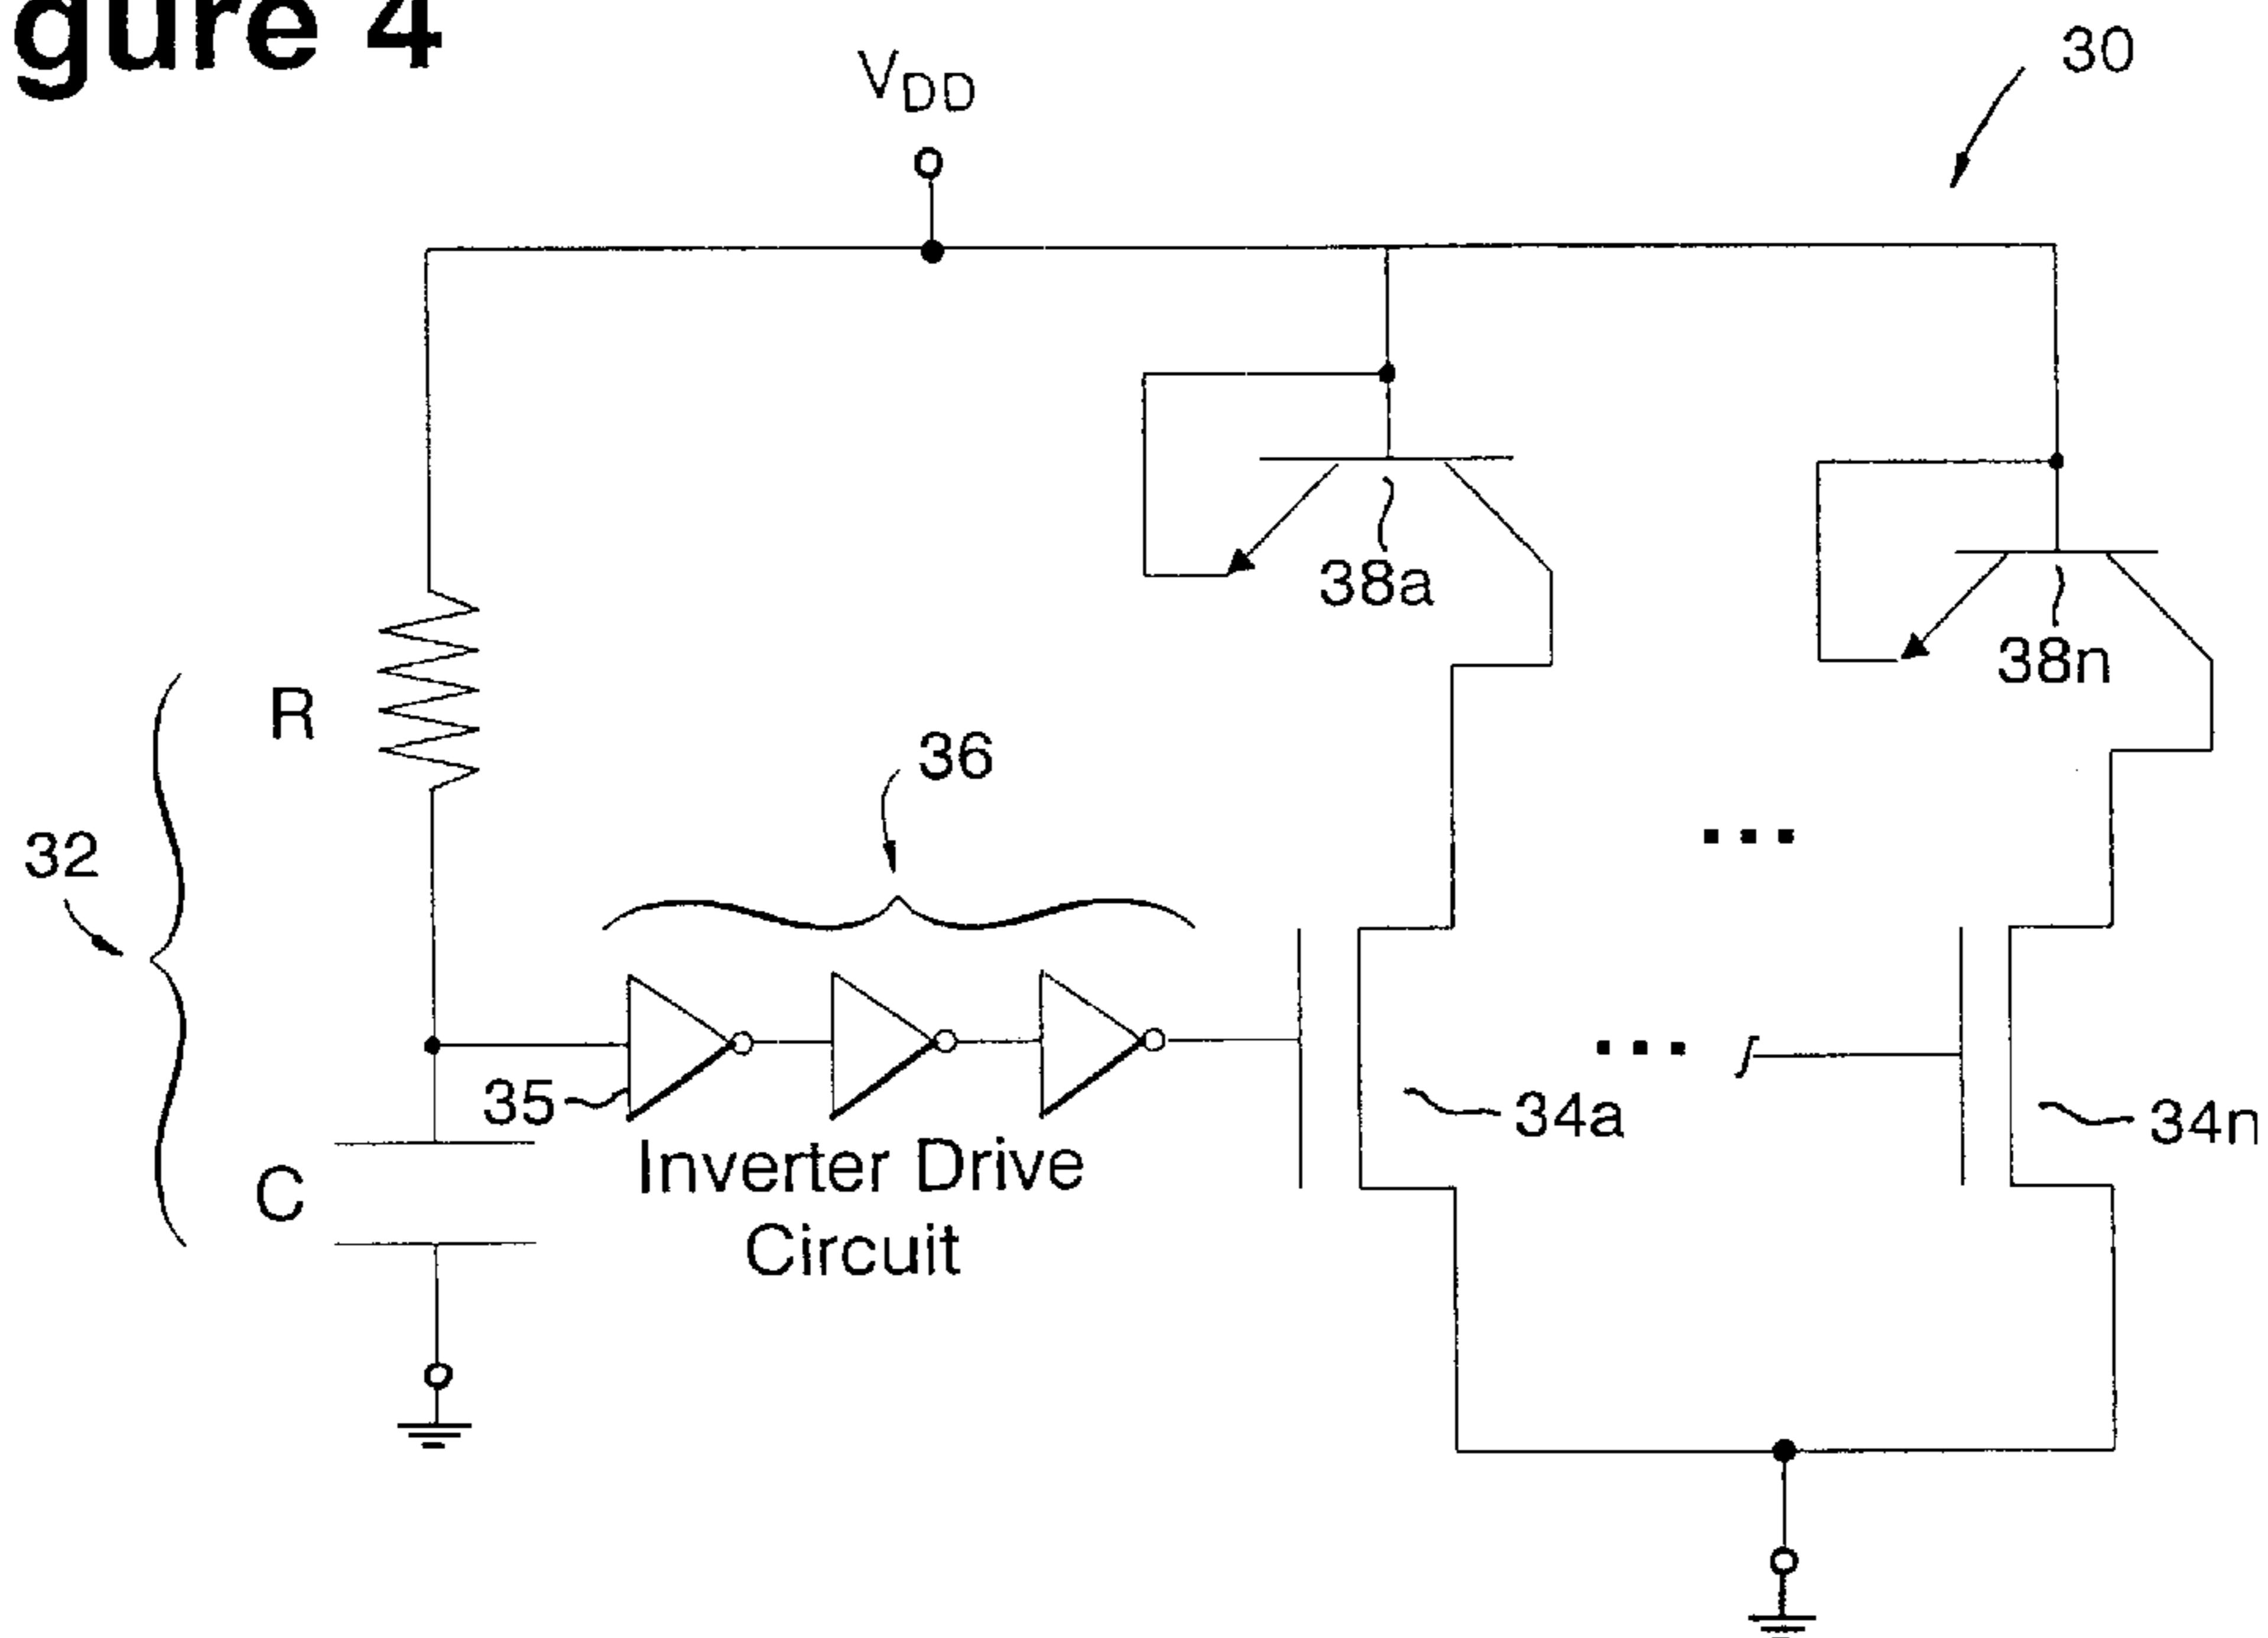 gure 4
VDD
30
38a
38n
R
36
32
35
34a
34n
Inverter Drive
Circuit
C